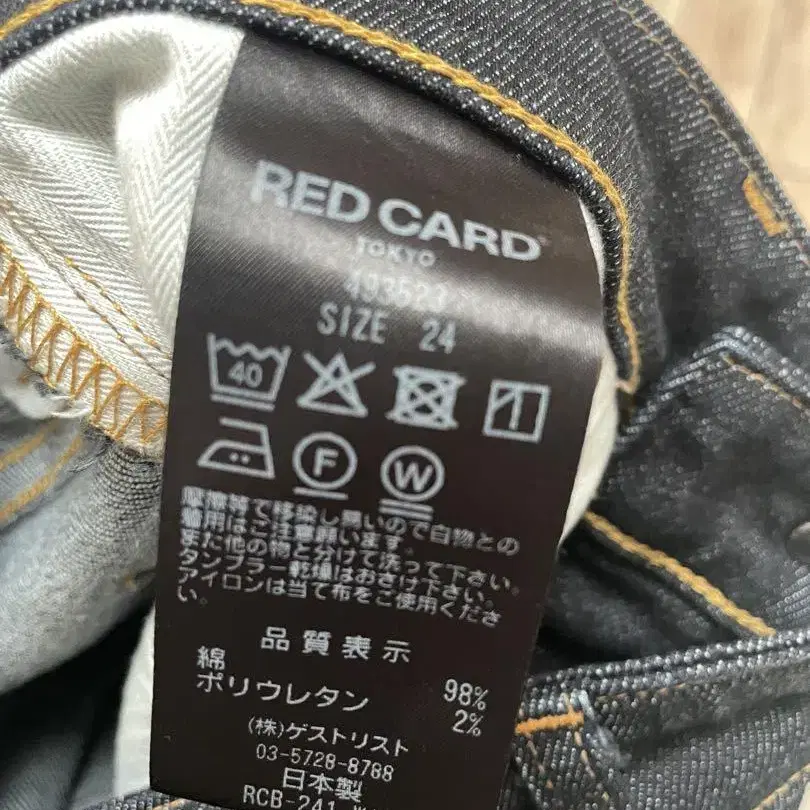 RED CARD
TOKYO
493523
SIZE 24
40
F
W
摩擦等で移染し易いので白物との
着用はご注意願います。
また他の物と分けて洗って下さい。
タンブラー乾燥はおさけ下さい。
アイロンは当て布をご使用くださ
い。
品質表示
綿 98%
ポリウレタン 2%
(株)ゲストリスト
03-5728-8788
日本製
RCB-241